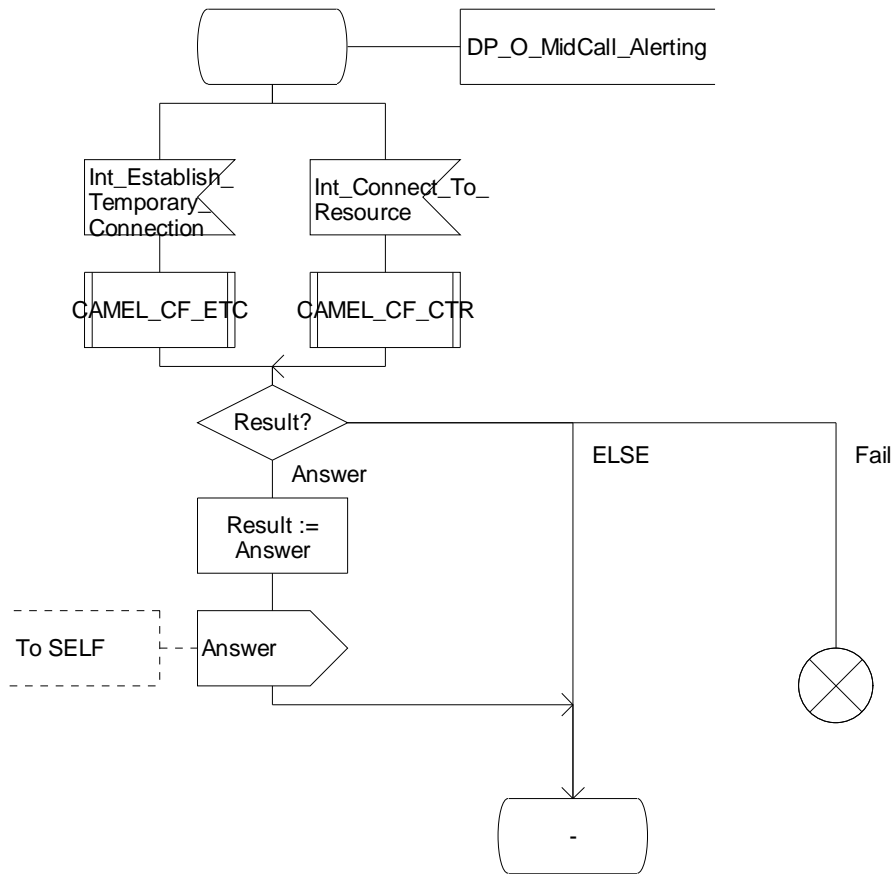 DP_O_MidCall_Alerting
Int_Establish_
Temporary_
Connection
Int_Connect_To_
Resource
CAMEL_CF_ETC
CAMEL_CF_CTR
Result?
ELSE
Fail
Answer
Result :=
Answer
To SELF
Answer
-